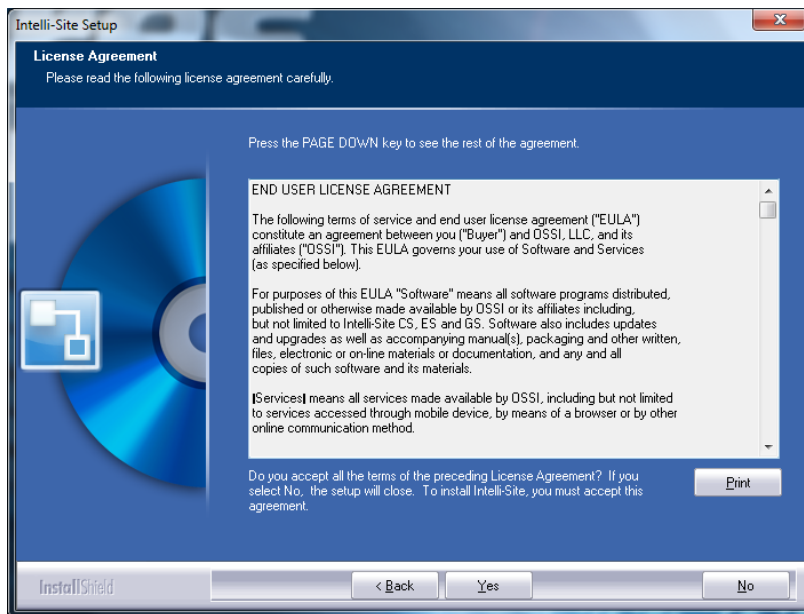 Intelli-Site Setup
License Agreement
Please read the following license agreement carefully.
Press the PAGE DOWN key to see the rest of the agreement.
END USER LICENSE AGREEMENT
The following terms of service and end user license agreement ("EULA")
constitute an agreement between you ("Buyer") and OSSI, LLC, and its
affiliates ("OSSI"). This EULA governs your use of Software and Services
(as specified below).
For purposes of this EULA "Software" means all software programs distributed,
published or otherwise made available by OSSI or its affiliates including,
but not limited to Intelli-Site CS, ES and GS. Software also includes updates
and upgrades as well as accompanying manual(s), packaging and other written,
files, electronic or on-line materials or documentation, and any and all
copies of such software and its materials.
|Services| means all services made available by OSSI, including but not limited
to services accessed through mobile device, by means of a browser or by other
online communication method.
Do you accept all the terms of the preceding License Agreement? If you
select No, the setup will close. To install Intelli-Site, you must accept this
agreement.
Print
InstallShield
< Back
Yes
No